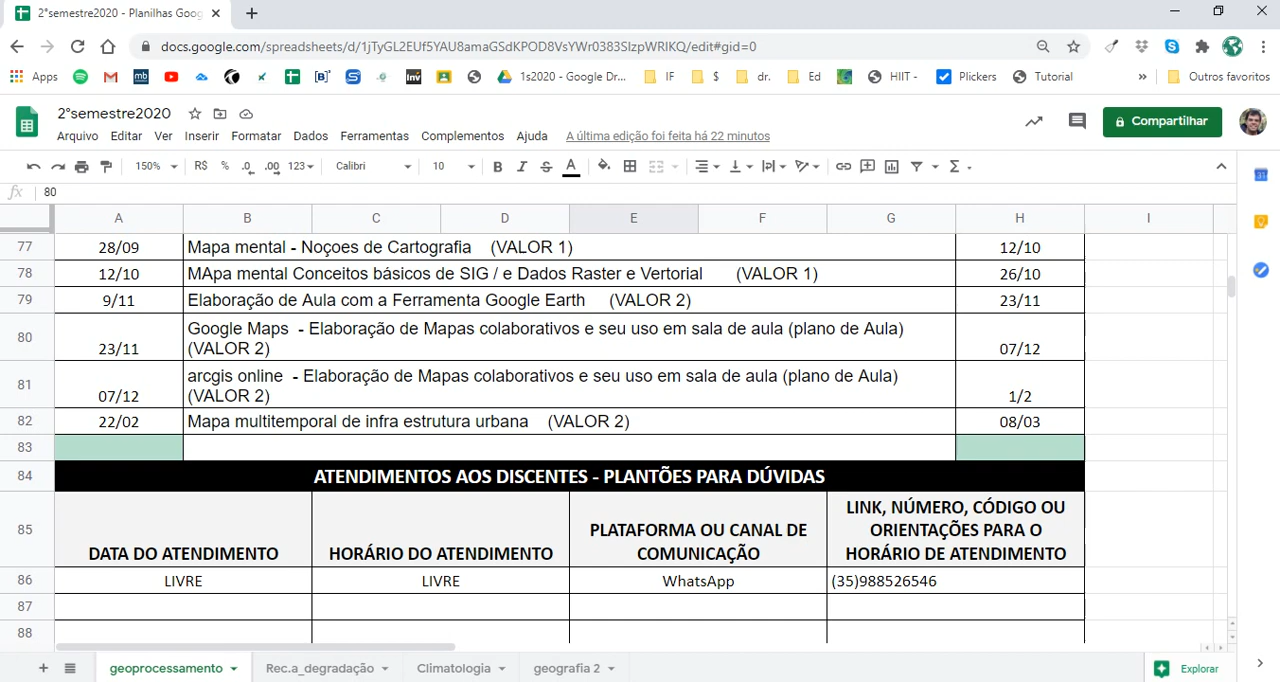 2°semestre2020 - Planilhas Goog
docs.google.com/spreadsheets/d/1jTyGL2EUf5YAU8amaGSdKPOD8VsYWr0383SlzpWRIKQ/edit#gid=0
Apps
mb
inv
1s2020 - Google Dr...
IF
$
dr.
Ed
HIIT -
Plickers
Tutorial
»
Outros favoritos
2°semestre2020
Arquivo Editar Ver Inserir Formatar Dados Ferramentas Complementos Ajuda A última edição foi feita há 22 minutos
Compartilhar
150% R$ % .0 .00 123 Calibri 10 B I S A
fx 80
A B C D E F G H I
77 28/09 Mapa mental - Noçoes de Cartografia (VALOR 1) 12/10
78 12/10 MApa mental Conceitos básicos de SIG / e Dados Raster e Vertorial (VALOR 1) 26/10
79 9/11 Elaboração de Aula com a Ferramenta Google Earth (VALOR 2) 23/11
80 Google Maps - Elaboração de Mapas colaborativos e seu uso em sala de aula (plano de Aula)
23/11 (VALOR 2) 07/12
81 arcgis online - Elaboração de Mapas colaborativos e seu uso em sala de aula (plano de Aula)
07/12 (VALOR 2) 1/2
82 22/02 Mapa multitemporal de infra estrutura urbana (VALOR 2) 08/03
83
84 ATENDIMENTOS AOS DISCENTES - PLANTÕES PARA DÚVIDAS
85 DATA DO ATENDIMENTO
HORÁRIO DO ATENDIMENTO
PLATAFORMA OU CANAL DE
COMUNICAÇÃO
LINK, NÚMERO, CÓDIGO OU
ORIENTAÇÕES PARA O
HORÁRIO DE ATENDIMENTO
86 LIVRE LIVRE WhatsApp (35)988526546
87
88
geoprocessamento Rec.a_degradação Climatologia geografia 2
Explorar